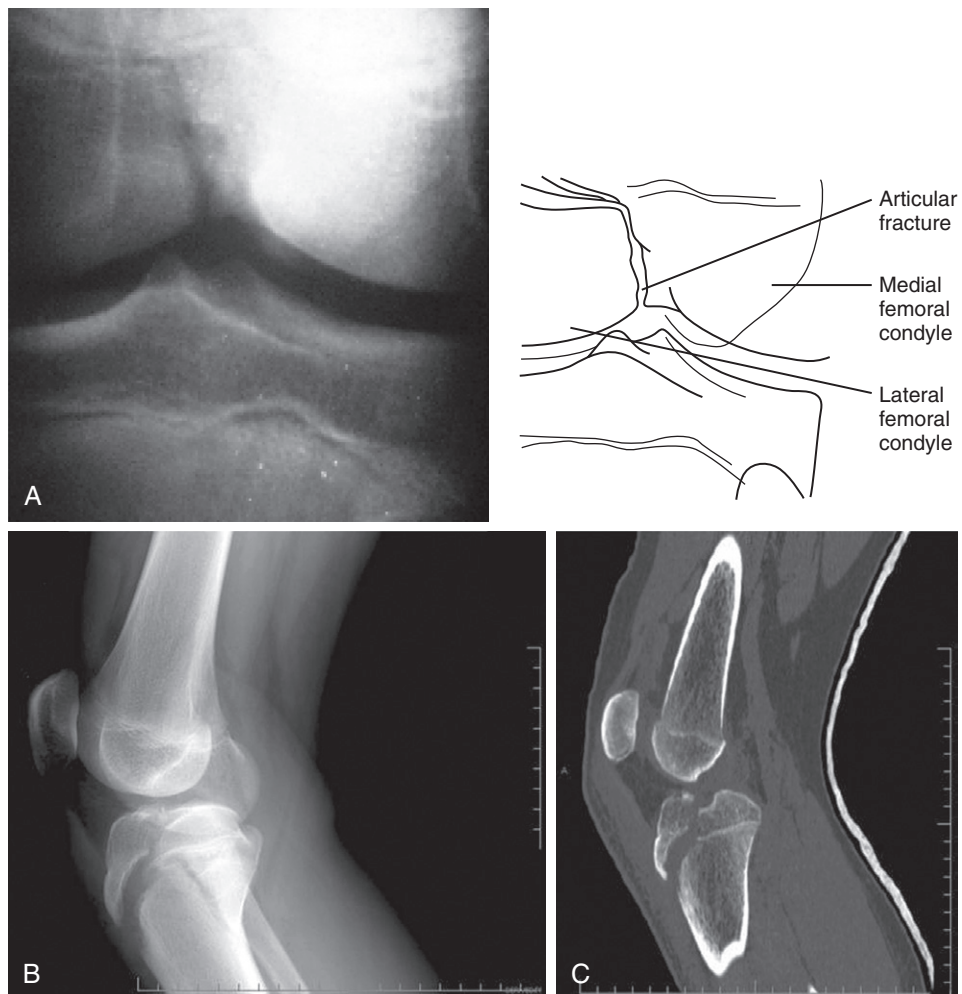 Articular
fracture
Medial
femoral
condyle
Lateral
femoral
condyle
A
B
A
C